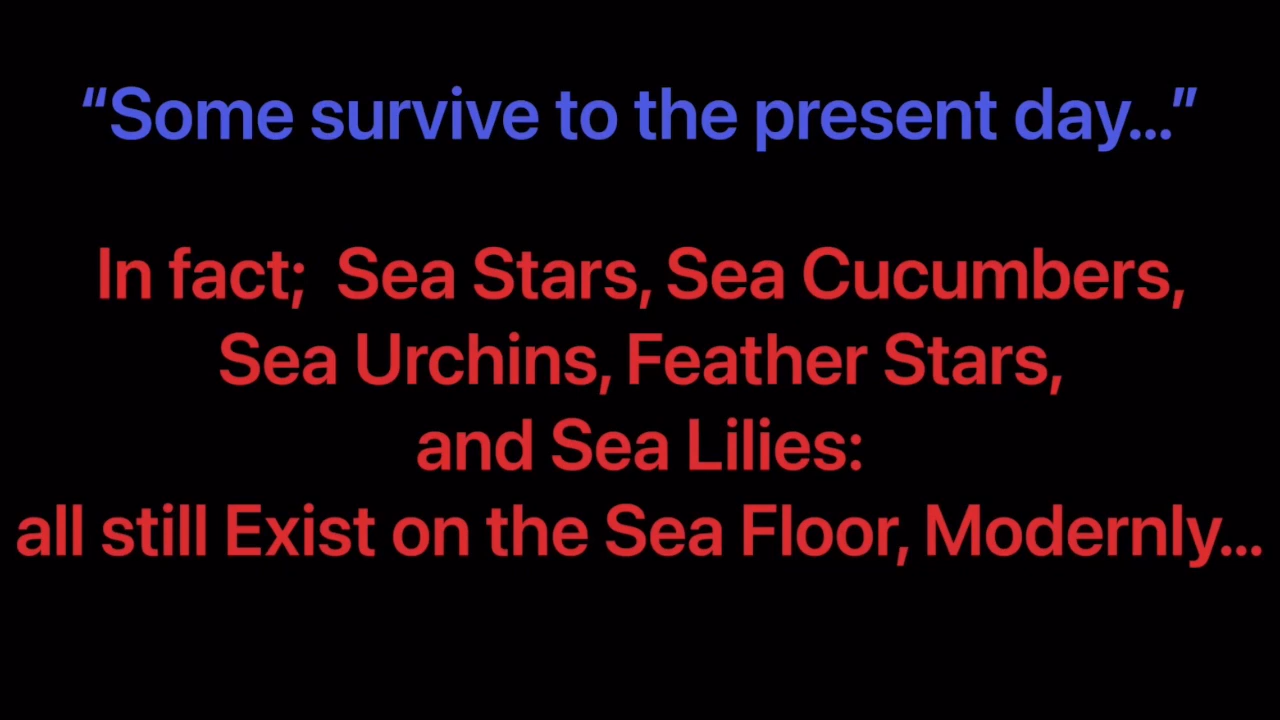 “Some survive to the present day...”
In fact;  Sea Stars, Sea Cucumbers,
Sea Urchins, Feather Stars,
and Sea Lilies:
all still Exist on the Sea Floor, Modernly...